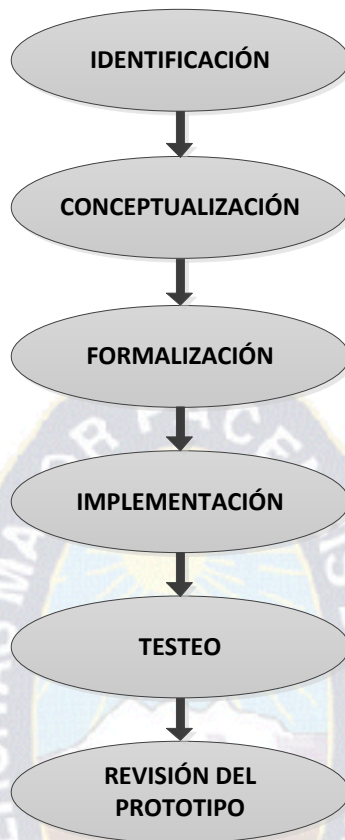 IDENTIFICACIÓN
CONCEPTUALIZACIÓN
FORMALIZACIÓN
IMPLEMENTACIÓN
TESTEO
REVISIÓN DEL
PROTOTIPO